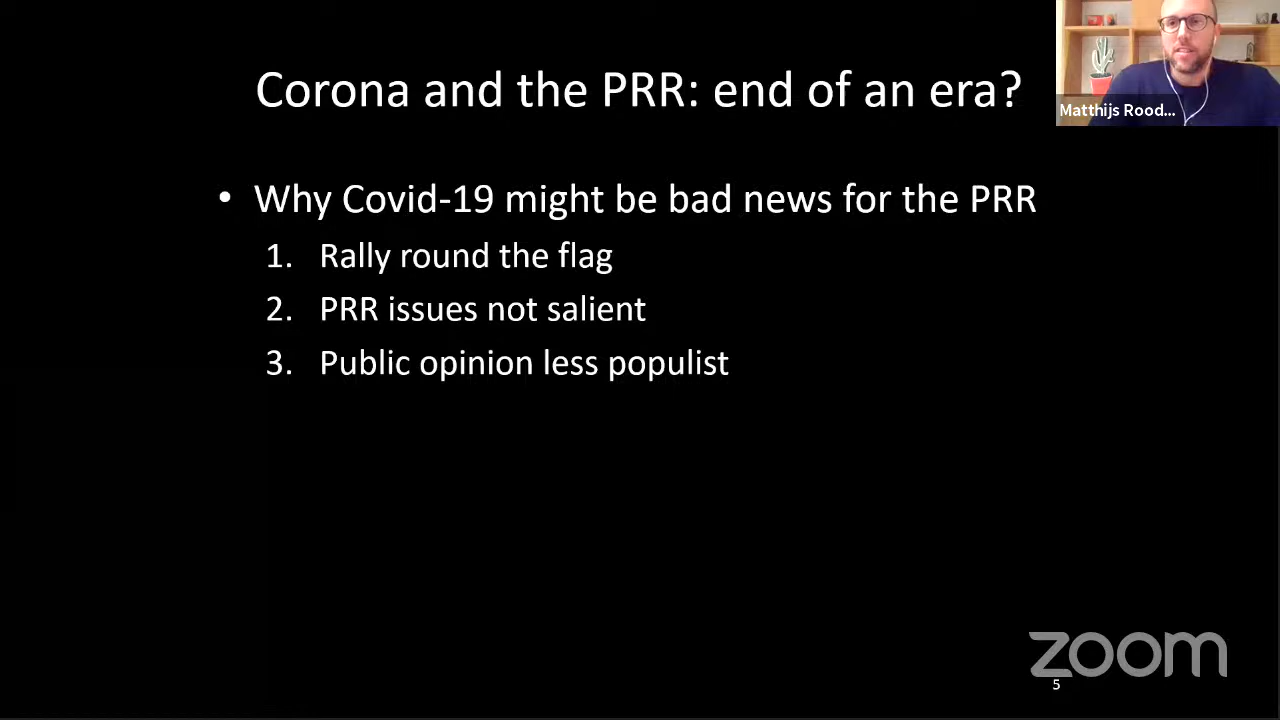 Corona and the PRR: end of an era?
Matthijs Rood...
• Why Covid-19 might be bad news for the PRR
1. Rally round the flag
2. PRR issues not salient
3. Public opinion less populist
zoom
5